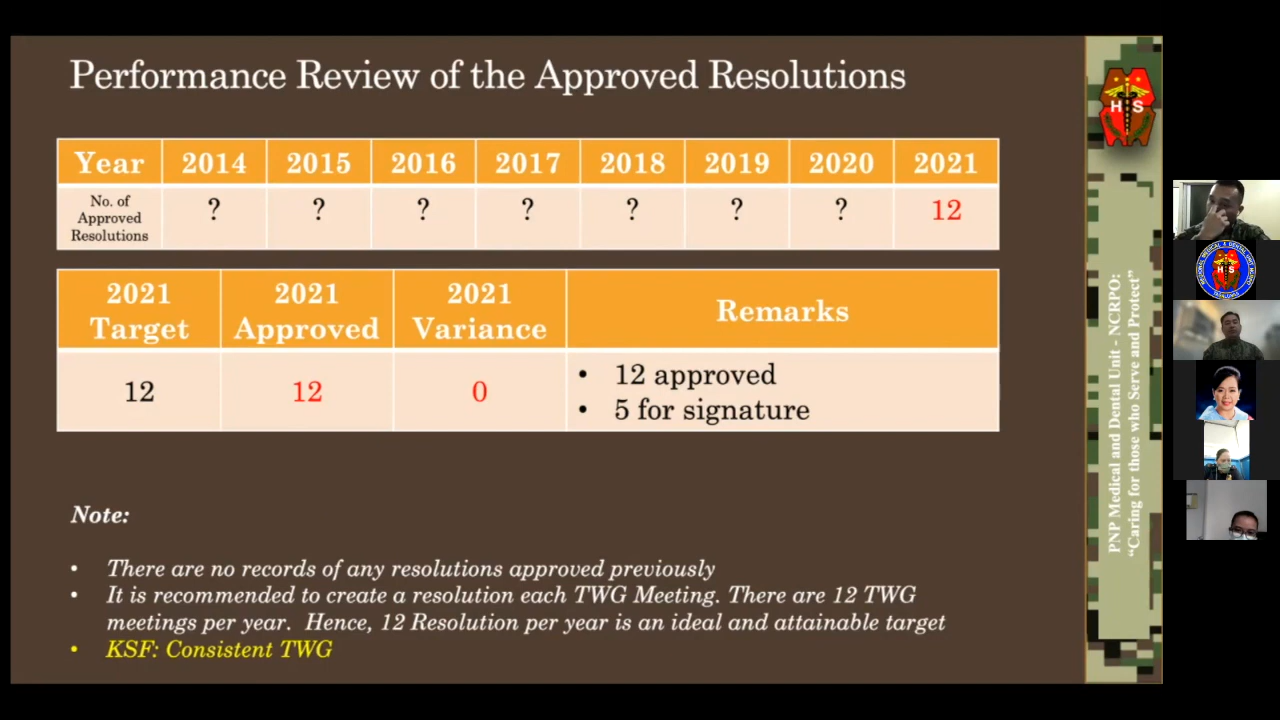 Performance Review of the Approved Resolutions
Year 2014 2015 2016 2017 2018 2019 2020 2021
No. of
Approved
Resolutions
? ? ? ? ? ? ? 12
2021
Target
2021
Approved
2021
Variance
Remarks
12 12 0
• 12 approved
• 5 for signature
Note:
• There are no records of any resolutions approved previously
• It is recommended to create a resolution each TWG Meeting. There are 12 TWG
meetings per year. Hence, 12 Resolution per year is an ideal and attainable target
• KSF: Consistent TWG
H S
PNP Medical and Dental Unit - NCRPO:
“Caring for those who Serve and Protect”